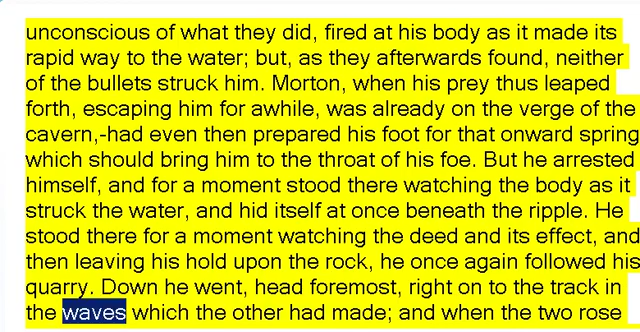 unconscious of what they did, fired at his body as it made its
rapid way to the water; but, as they afterwards found, neither
of the bullets struck him. Morton, when his prey thus leaped
forth, escaping him for awhile, was already on the verge of the
cavern,-had even then prepared his foot for that onward spring
which should bring him to the throat of his foe. But he arrested
himself, and for a moment stood there watching the body as it
struck the water, and hid itself at once beneath the ripple. He
stood there for a moment watching the deed and its effect, and
then leaving his hold upon the rock, he once again followed his
quarry. Down he went, head foremost, right on to the track in
the waves which the other had made; and when the two rose